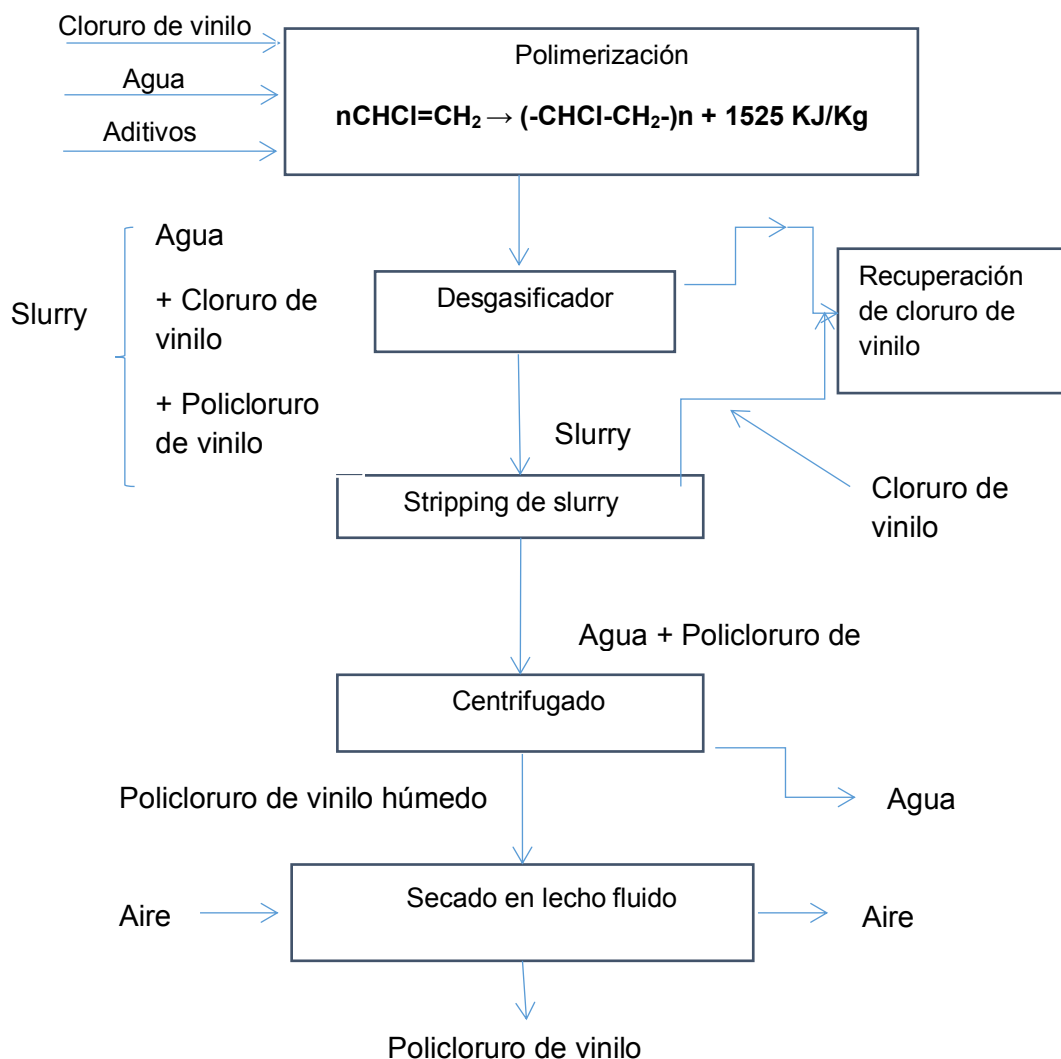 Cloruro de vinilo
Agua
Aditivos
Polimerización
nCHCl=CH₂ → (-CHCl-CH₂-)n + 1525 KJ/Kg
Slurry
Agua
+ Cloruro de
vinilo
+ Policloruro
de vinilo
Desgasificador
Recuperación
de cloruro de
vinilo
Slurry
Stripping de slurry
Cloruro de
vinilo
Agua + Policloruro de
Centrifugado
Policloruro de vinilo húmedo
Agua
Aire
Secado en lecho fluido
Aire
Policloruro de vinilo